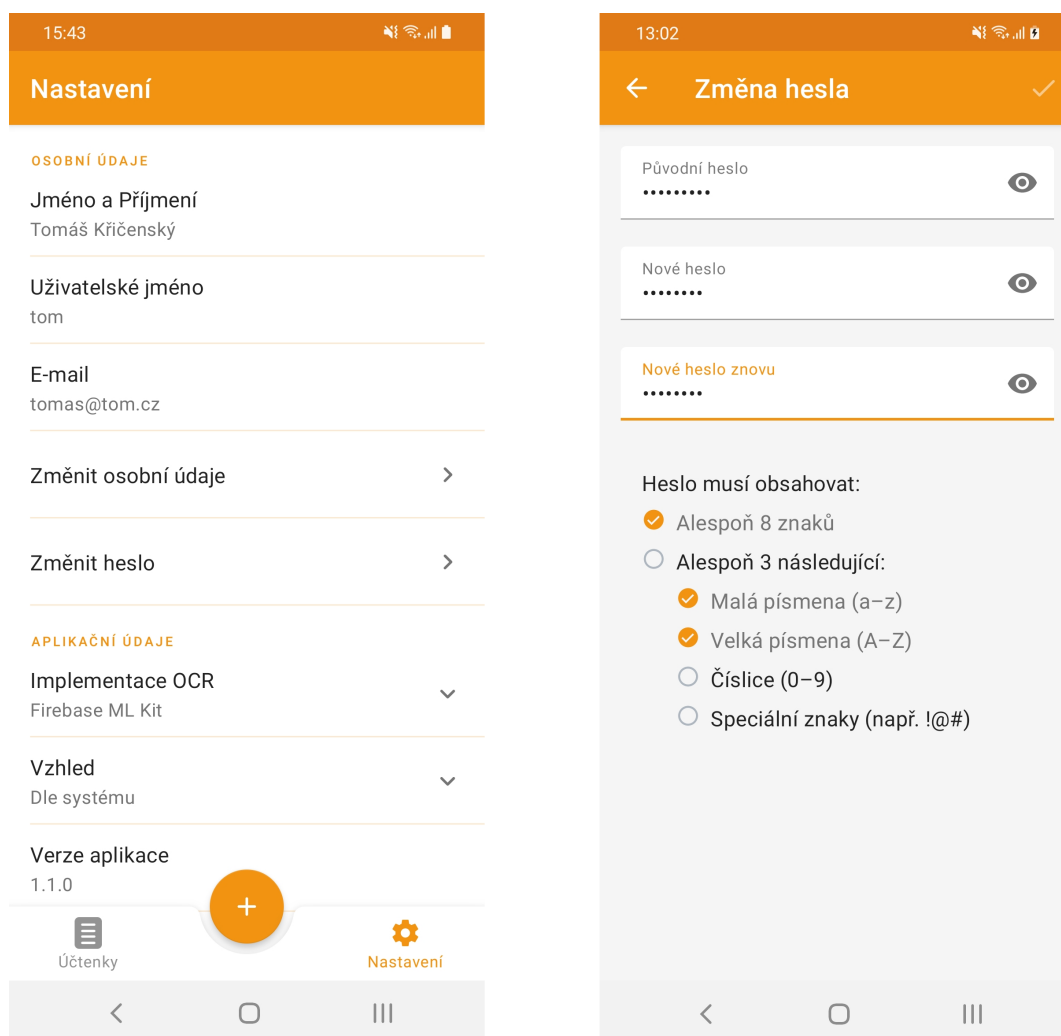 15:43
Nastavení
OSOBNÍ ÚDAJE
Jméno a Příjmení
Tomáš Křičenský
Uživatelské jméno
tom
E-mail
tomas@tom.cz
Změnit osobní údaje
Změnit heslo
APLIKAČNÍ ÚDAJE
Implementace OCR
Firebase ML Kit
Vzhled
Dle systému
Verze aplikace
1.1.0
Účtenky
Nastavení
13:02
Změna hesla
Původní heslo
•••••••••
Nové heslo
••••••••
Nové heslo znovu
••••••••
Heslo musí obsahovat:
Alespoň 8 znaků
Alespoň 3 následující:
Malá písmena (a–z)
Velká písmena (A–Z)
Číslice (0–9)
Speciální znaky (např. !@#)